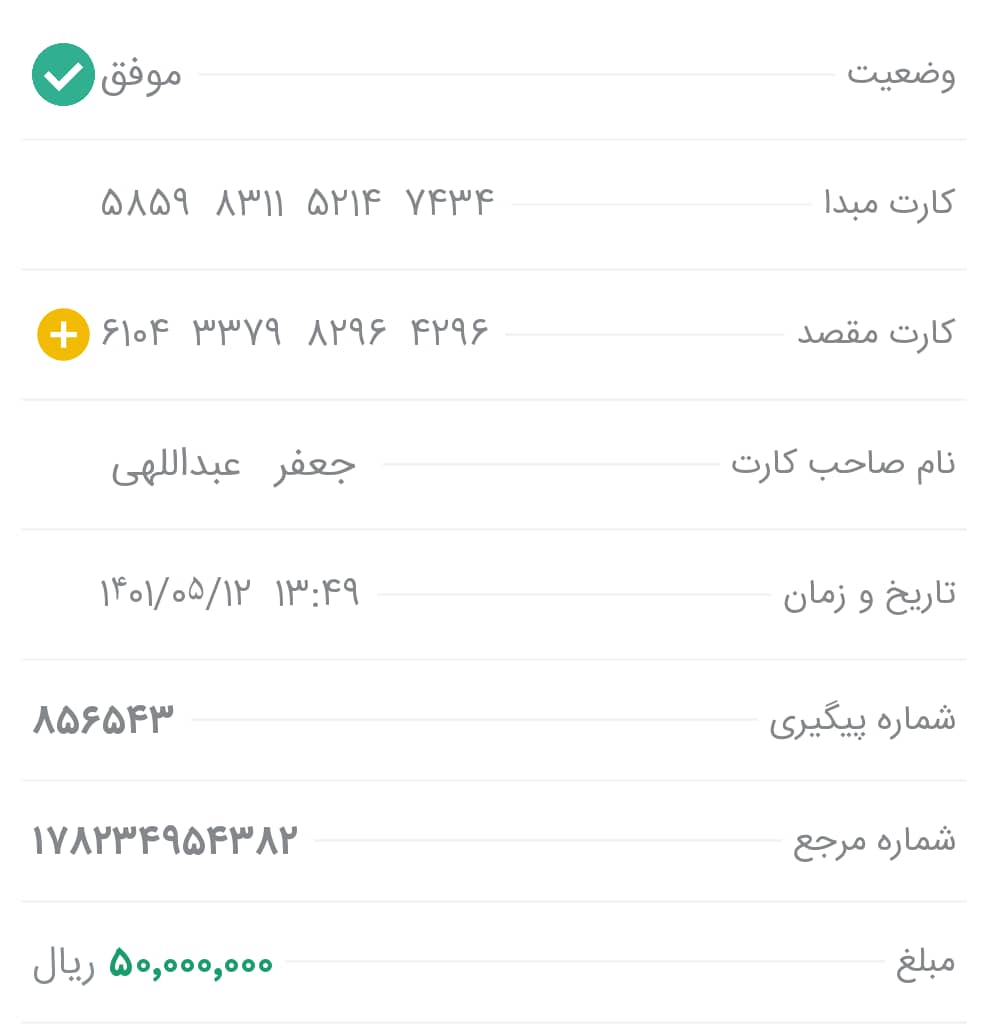 وضعیت موفق
کارت مبدا ۵۸۵۹ ۸۳۱۱ ۵۲۱۴ ۷۴۳۴
کارت مقصد ۶۱۰۴ ۳۳۷۹ ۸۲۹۶ ۴۲۹۶
نام صاحب کارت جعفر عبداللهی
تاریخ و زمان ۱۴۰۱/۰۵/۱۲ ۱۳:۴۹
شماره پیگیری ۸۵۶۵۴۳
شماره مرجع ۱۷۸۲۳۴۹۵۴۳۸۲
مبلغ ۵۰,۰۰۰,۰۰۰ ریال